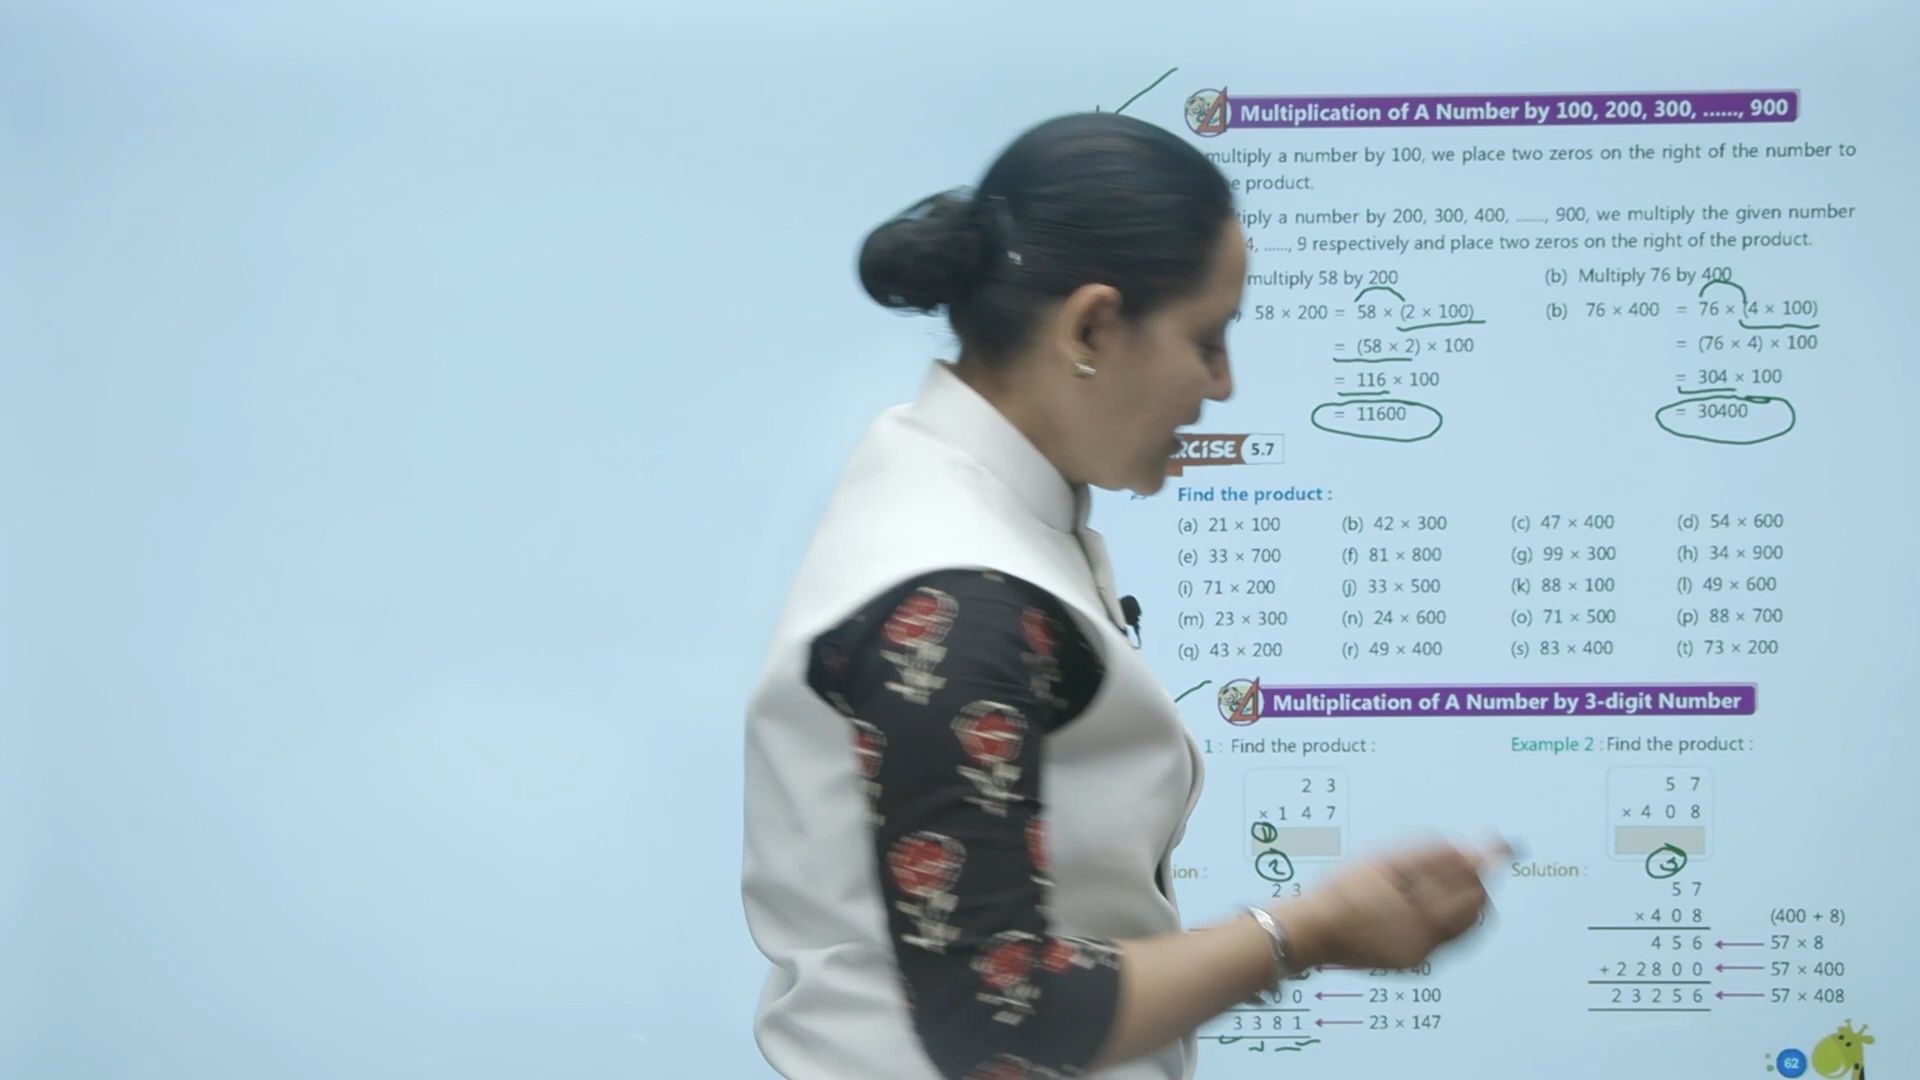 Multiplication of A Number by 100, 200, 300, ......, 900
multiply a number by 100, we place two zeros on the right of the number to
product.
a number by 200, 300, 400, ......, 900, we multiply the given number
4, ......, 9 respectively and place two zeros on the right of the product.
multiply 58 by 200
(b) Multiply 76 by 400
58 × 200 = 58 × (2 × 100)
= (58 × 2) × 100
= 116 × 100
= 11600
(b) 76 × 400 = 76 × (4 × 100)
= (76 × 4) × 100
= 304 × 100
= 30400
5.7
Find the product :
(a) 21 × 100 (b) 42 × 300 (c) 47 × 400 (d) 54 × 600
(e) 33 × 700 (f) 81 × 800 (g) 99 × 300 (h) 34 × 900
(i) 71 × 200 (j) 33 × 500 (k) 88 × 100 (l) 49 × 600
(m) 23 × 300 (n) 24 × 600 (o) 71 × 500 (p) 88 × 700
(q) 43 × 200 (r) 49 × 400 (s) 83 × 400 (t) 73 × 200
Multiplication of A Number by 3-digit Number
1 : Find the product :
2 3
× 1 4 7
1
2
2 3
0 0 ← 23 × 100
3 3 8 1 ← 23 × 147
Example 2 : Find the product :
5 7
× 4 0 8
Solution :
5 7
× 4 0 8 (400 + 8)
4 5 6 ← 57 × 8
+ 2 2 8 0 0 ← 57 × 400
2 3 2 5 6 ← 57 × 408
62